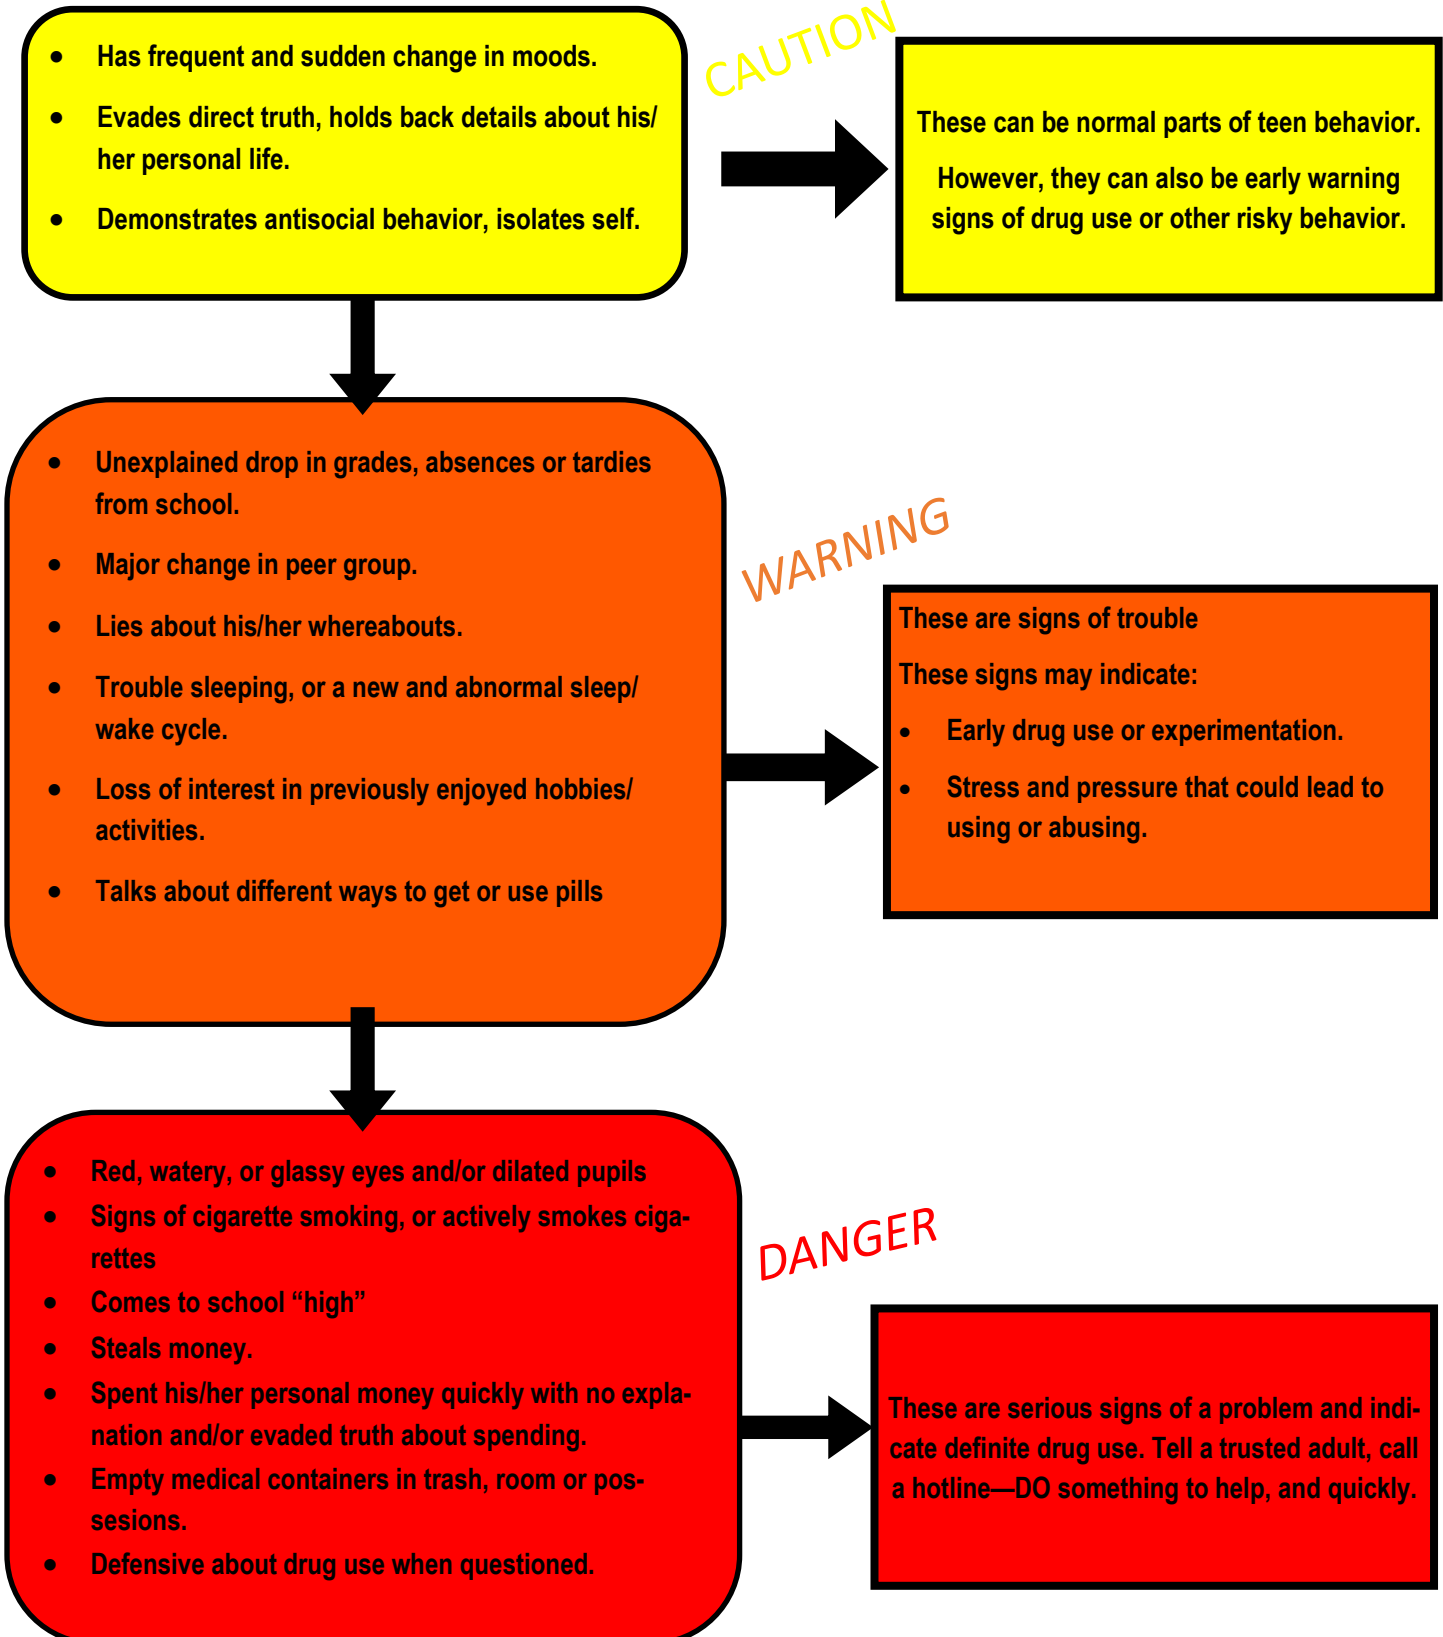 • Has frequent and sudden change in moods.
• Evades direct truth, holds back details about his/
her personal life.
• Demonstrates antisocial behavior, isolates self.
CAUTION
These can be normal parts of teen behavior.
However, they can also be early warning
signs of drug use or other risky behavior.
• Unexplained drop in grades, absences or tardies
from school.
• Major change in peer group.
• Lies about his/her whereabouts.
• Trouble sleeping, or a new and abnormal sleep/
wake cycle.
• Loss of interest in previously enjoyed hobbies/
activities.
• Talks about different ways to get or use pills
WARNING
These are signs of trouble
These signs may indicate:
• Early drug use or experimentation.
• Stress and pressure that could lead to
using or abusing.
• Red, watery, or glassy eyes and/or dilated pupils
• Signs of cigarette smoking, or actively smokes ciga-
rettes
• Comes to school “high”
• Steals money.
• Spent his/her personal money quickly with no expla-
nation and/or evaded truth about spending.
• Empty medical containers in trash, room or pos-
sesions.
• Defensive about drug use when questioned.
DANGER
These are serious signs of a problem and indi-
cate definite drug use. Tell a trusted adult, call
a hotline—DO something to help, and quickly.